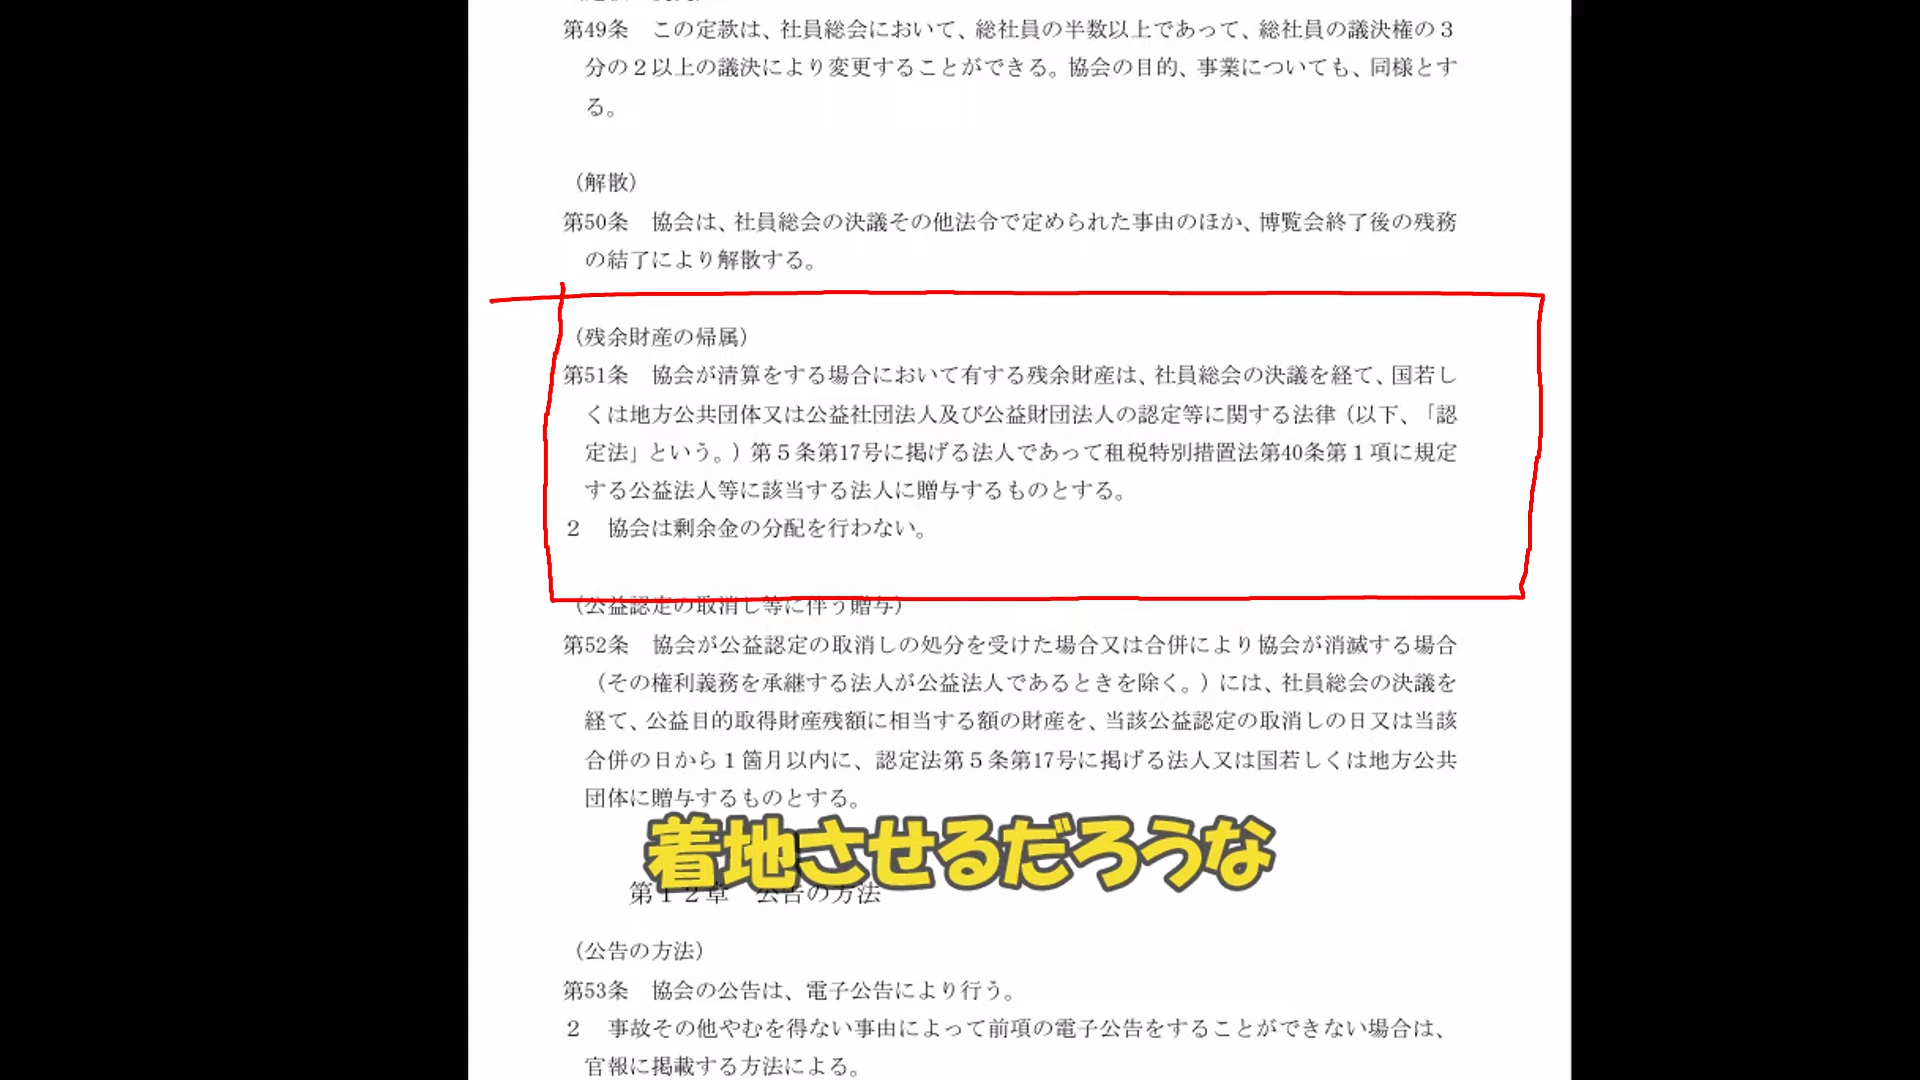 第49条　この定款は、社員総会において、総社員の半数以上であって、総社員の議決権の３
分の２以上の議決により変更することができる。協会の目的、事業についても、同様とす
る。
（解散）
第50条　協会は、社員総会の決議その他法令で定められた事由のほか、博覧会終了後の残務
の結了により解散する。
（残余財産の帰属）
第51条　協会が清算をする場合において有する残余財産は、社員総会の決議を経て、国若し
くは地方公共団体又は公益社団法人及び公益財団法人の認定等に関する法律（以下、「認
定法」という。）第５条第17号に掲げる法人であって租税特別措置法第40条第１項に規定
する公益法人等に該当する法人に贈与するものとする。
２　協会は剰余金の分配を行わない。
（公益認定の取消し等に伴う贈与）
第52条　協会が公益認定の取消しの処分を受けた場合又は合併により協会が消滅する場合
（その権利義務を承継する法人が公益法人であるときを除く。）には、社員総会の決議を
経て、公益目的取得財産残額に相当する額の財産を、当該公益認定の取消しの日又は当該
合併の日から１箇月以内に、認定法第５条第17号に掲げる法人又は国若しくは地方公共
団体に贈与するものとする。
着地させるだろうな
第１２章　公告の方法
（公告の方法）
第53条　協会の公告は、電子公告により行う。
２　事故その他やむを得ない事由によって前項の電子公告をすることができない場合は、
官報に掲載する方法による。